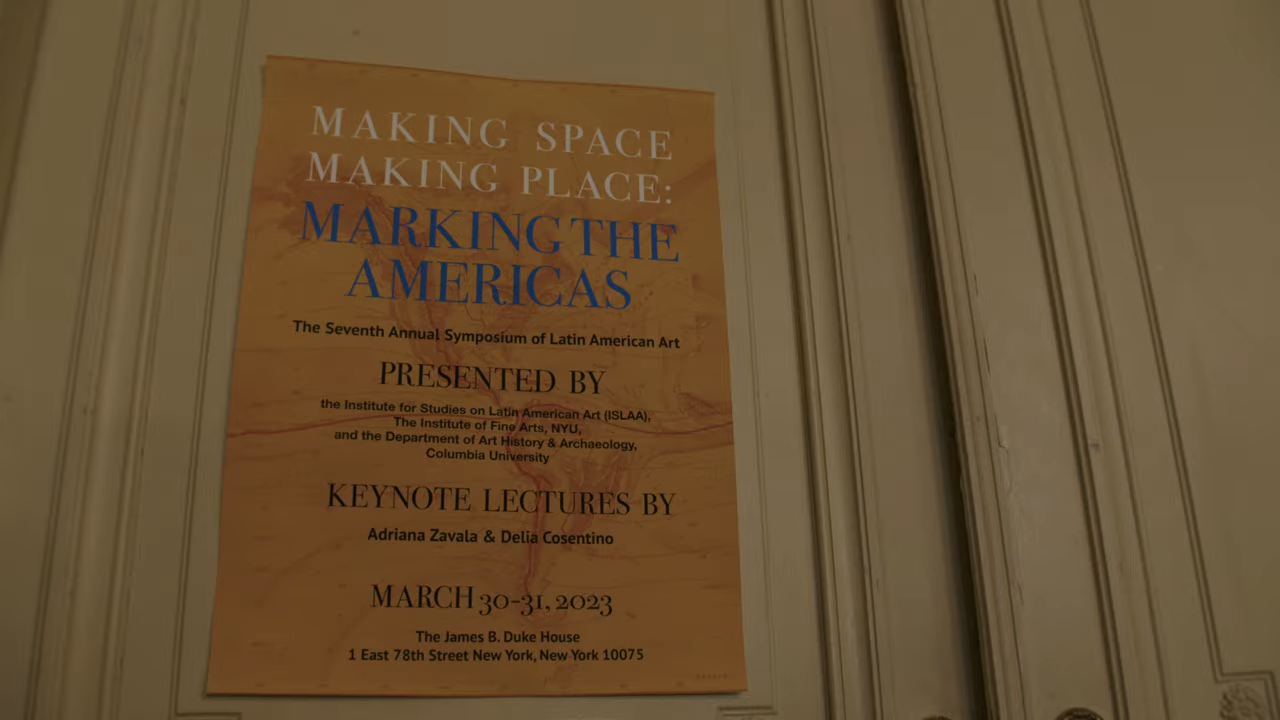 MAKING SPACE
MAKING PLACE:
MARKING THE
AMERICAS
The Seventh Annual Symposium of Latin American Art
PRESENTED BY
the Institute for Studies on Latin American Art (ISLAA),
The Institute of Fine Arts, NYU,
and the Department of Art History & Archaeology,
Columbia University
KEYNOTE LECTURES BY
Adriana Zavala & Delia Cosentino
MARCH 30-31, 2023
The James B. Duke House
1 East 78th Street New York, New York 10075